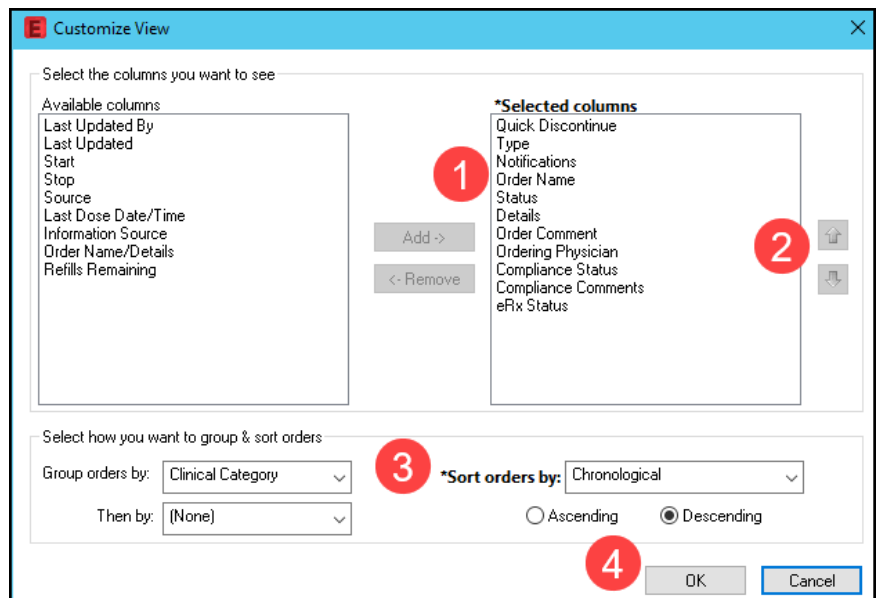 E Customize View
Select the columns you want to see
Available columns
Last Updated By
Last Updated
Start
Stop
Source
Last Dose Date/Time
Information Source
Order Name/Details
Refills Remaining
1
Add ->
<- Remove
*Selected columns
Quick Discontinue
Type
Notifications
Order Name
Status
Details
Order Comment
Ordering Physician
Compliance Status
Compliance Comments
eRx Status
2
Select how you want to group & sort orders
Group orders by: Clinical Category
Then by: (None)
3
*Sort orders by: Chronological
Ascending Descending
4
OK Cancel